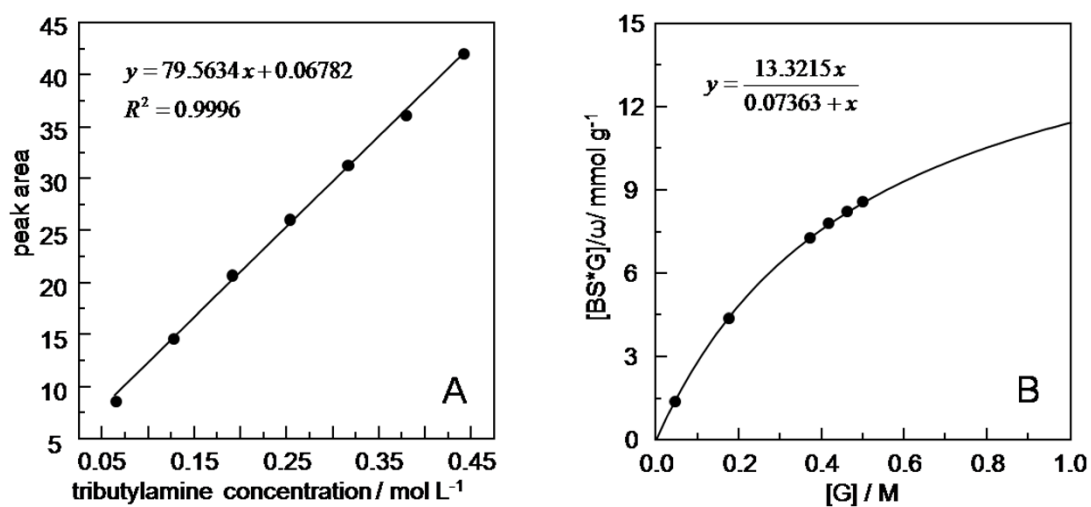 y = 79.5634 x + 0.06782
R² = 0.9996
A
peak area
45
40
35
30
25
20
15
10
5
0.05 0.15 0.25 0.35 0.45
tributylamine concentration / mol L⁻¹
y = 13.3215x / 0.07363 + x
B
[BS*G]/ω/ mmol g⁻¹
15
12
9
6
3
0
0.0 0.2 0.4 0.6 0.8 1.0
[G] / M